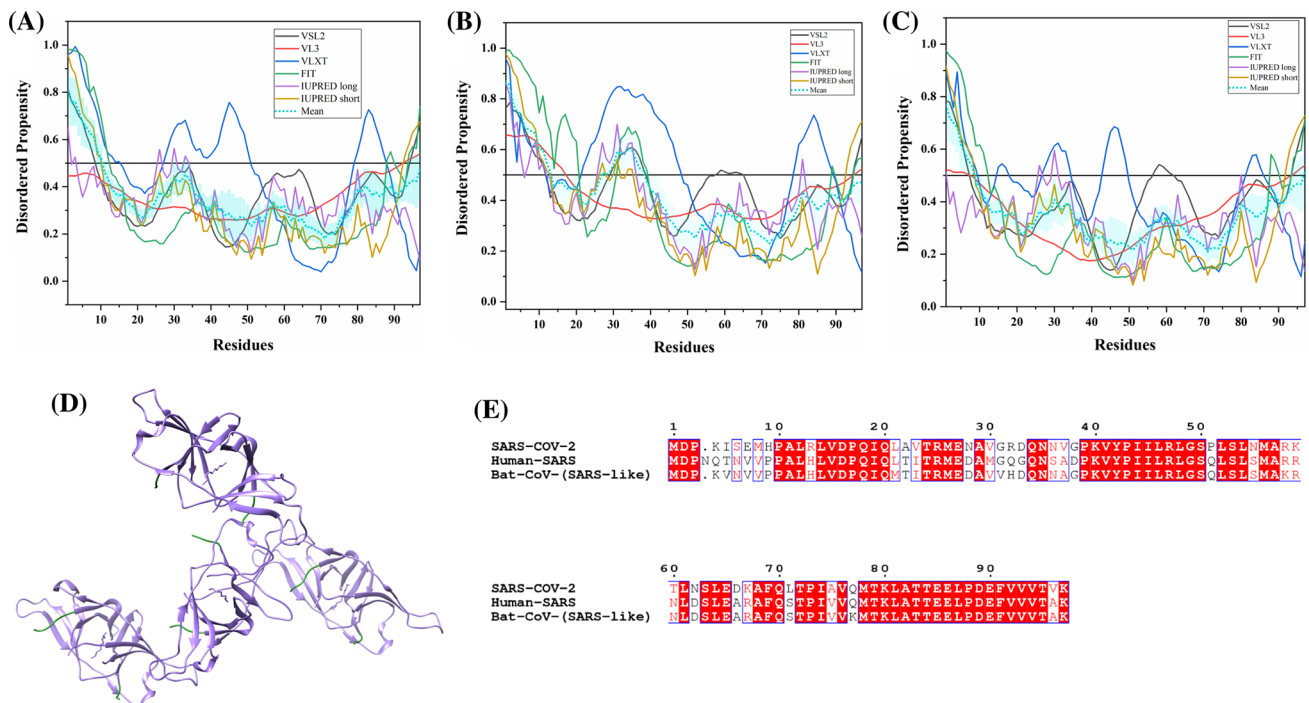 (A)
VSL2
VL3
VLXT
FIT
IUPRED long
IUPRED short
Mean
Disordered Propensity
1.0
0.8
0.6
0.4
0.2
0.0
10 20 30 40 50 60 70 80 90
Residues
(B)
VSL2
VL3
VLXT
FIT
IUPRED long
IUPRED short
Mean
Disordered Propensity
1.0
0.8
0.6
0.4
0.2
0.0
10 20 30 40 50 60 70 80 90
Residues
(C)
VSL2
VL3
VLXT
FIT
IUPRED long
IUPRED short
Mean
Disordered Propensity
1.0
0.8
0.6
0.4
0.2
0.0
10 20 30 40 50 60 70 80 90
Residues
(D)
(E)
1 10 20 30 40 50
SARS-COV-2 MDP.KISEMHPALRLVDPQIQLAVTRMENAVGRDQNNVGPKVYPIILRLGSPLSLNMARK
Human-SARS MDPNQTNVVPPALHLVDPQIQLTITRMEDAMGQGQNSADPKVYPIILRLGSQLSLSMARR
Bat-CoV-(SARS-like) MDP.KVNVVPPALHLVDPQIQMTITRMEDAVVHDQNNAGPKVYPIILRLGSQLSLSMAKR
60 70 80 90
SARS-COV-2 TLNSLEDKAFQLTPIAVQMTKLATTEELPDEFVVVTVK
Human-SARS NLDSLEARAFQSTPIVVQMTKLATTEELPDEFVVVTAK
Bat-CoV-(SARS-like) NLDSLEARAFQSTPIVVKMTKLATTEELPDEFVVVTAK